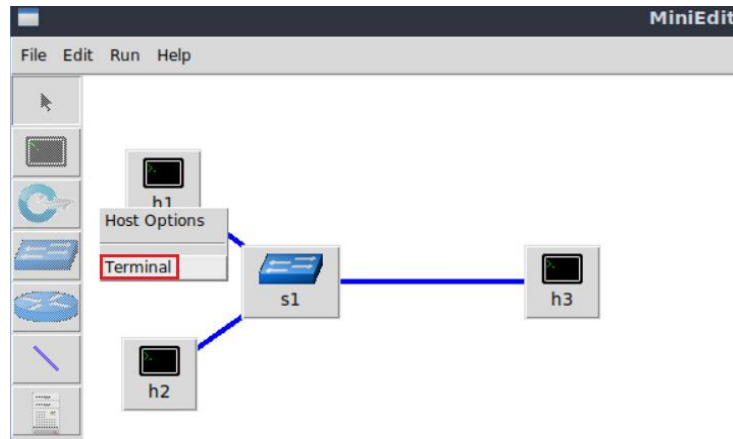 MiniEdit
File Edit Run Help
h1
Host Options
Terminal
s1
h3
h2